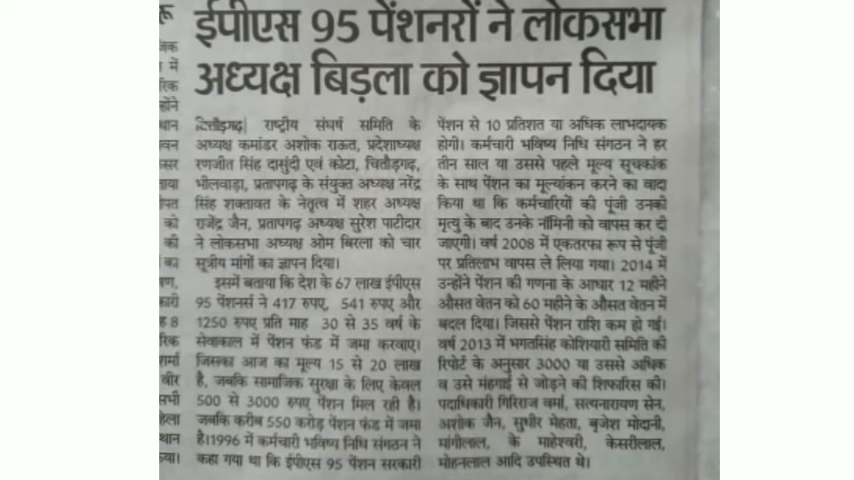 ईपीएस 95 पेंशनरों ने लोकसभा
अध्यक्ष बिड़ला को ज्ञापन दिया
चित्तौड़गढ़| राष्ट्रीय संघर्ष समिति के
अध्यक्ष कमांडर अशोक राऊत, प्रदेशाध्यक्ष
रणजीत सिंह दासुंदी एवं कोटा, चितौड़गढ़,
भीलवाड़ा, प्रतापगढ़ के संयुक्त अध्यक्ष नरेंद्र
सिंह शक्तावत के नेतृत्व में शहर अध्यक्ष
राजेंद्र जैन, प्रतापगढ़ अध्यक्ष सुरेश पाटीदार
ने लोकसभा अध्यक्ष ओम बिरला को चार
सूत्रीय मांगों का ज्ञापन दिया।
इसमें बताया कि देश के 67 लाख ईपीएस
95 पेंशनर्स ने 417 रुपए, 541 रुपए और
1250 रुपए प्रति माह 30 से 35 वर्ष के
सेवाकाल में पेंशन फंड में जमा करवाए।
जिसका आज का मूल्य 15 से 20 लाख
है, जबकि सामाजिक सुरक्षा के लिए केवल
500 से 3000 रुपए पेंशन मिल रही है।
जबकि करीब 550 करोड़ पेंशन फंड में जमा
है।1996 में कर्मचारी भविष्य निधि संगठन ने
कहा गया था कि ईपीएस 95 पेंशन सरकारी
पेंशन से 10 प्रतिशत या अधिक लाभदायक
होगी। कर्मचारी भविष्य निधि संगठन ने हर
तीन साल या उससे पहले मूल्य सूचकांक
के साथ पेंशन का मूल्यांकन करने का वादा
किया था कि कर्मचारियों की पूंजी उनको
मृत्यु के बाद उनके नॉमिनी को वापस कर दी
जाएगी। वर्ष 2008 में एकतरफा रूप से पूंजी
पर प्रतिलाभ वापस ले लिया गया। 2014 में
उन्होंने पेंशन की गणना के आधार 12 महीने
औसत वेतन को 60 महीने के औसत वेतन में
बदल दिया। जिससे पेंशन राशि कम हो गई।
वर्ष 2013 में भगतसिंह कोशियारी समिति की
रिपोर्ट के अनुसार 3000 या उससे अधिक
व उसे मंहगाई से जोड़ने की शिफारिस की।
पदाधिकारी गिरिराज वर्मा, सत्यनारायण सेन,
अशोक जैन, सुधीर मेहता, बृजेश मोदानी,
मांगीलाल, के माहेश्वरी, केसरीलाल,
मोहनलाल आदि उपस्थित थे।